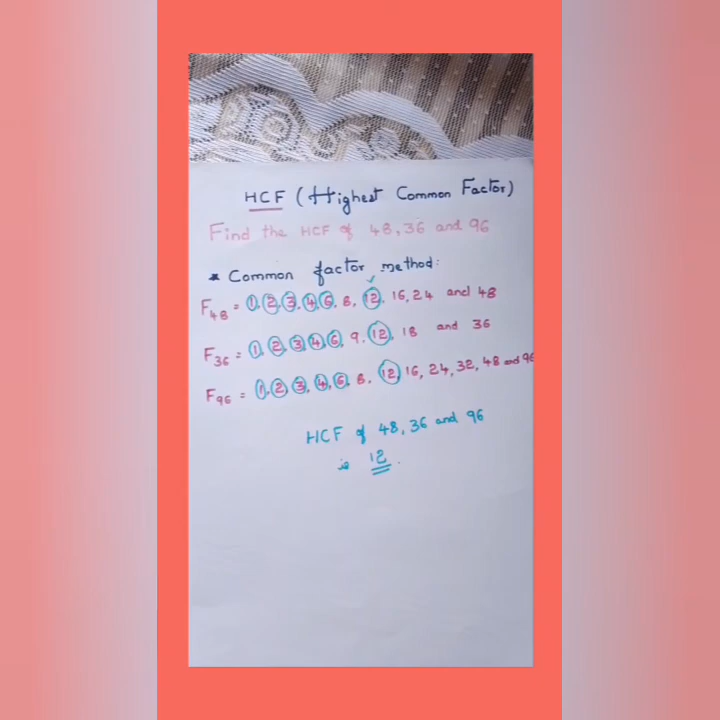 HCF (Highest Common Factor)
Find the HCF of 48, 36 and 96
* Common factor method:
F48 = 1, 2, 3, 4, 6, 8, 12, 16, 24 and 48
F36 = 1, 2, 3, 4, 6, 9, 12, 18 and 36
F96 = 1, 2, 3, 4, 6, 8, 12, 16, 24, 32, 48 and 96
HCF of 48, 36 and 96
is 12.